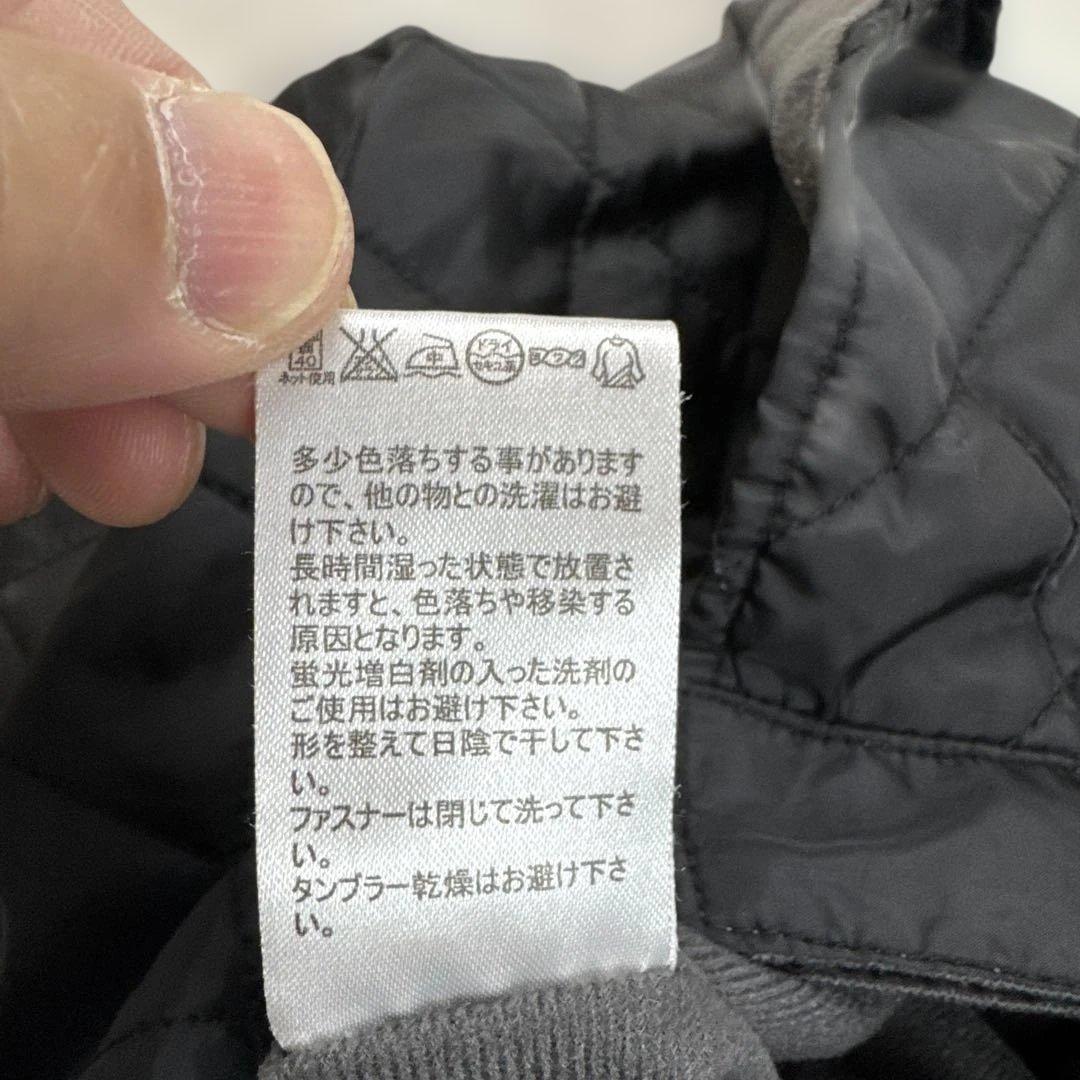 弱
40
ネット使用
中
ドライ
セキユ系
多少色落ちする事があります
ので、他の物との洗濯はお避
け下さい。
長時間湿った状態で放置さ
れますと、色落ちや移染する
原因となります。
蛍光増白剤の入った洗剤の
ご使用はお避け下さい。
形を整えて日陰で干して下さ
い。
ファスナーは閉じて洗って下さ
い。
タンブラー乾燥はお避け下さ
い。